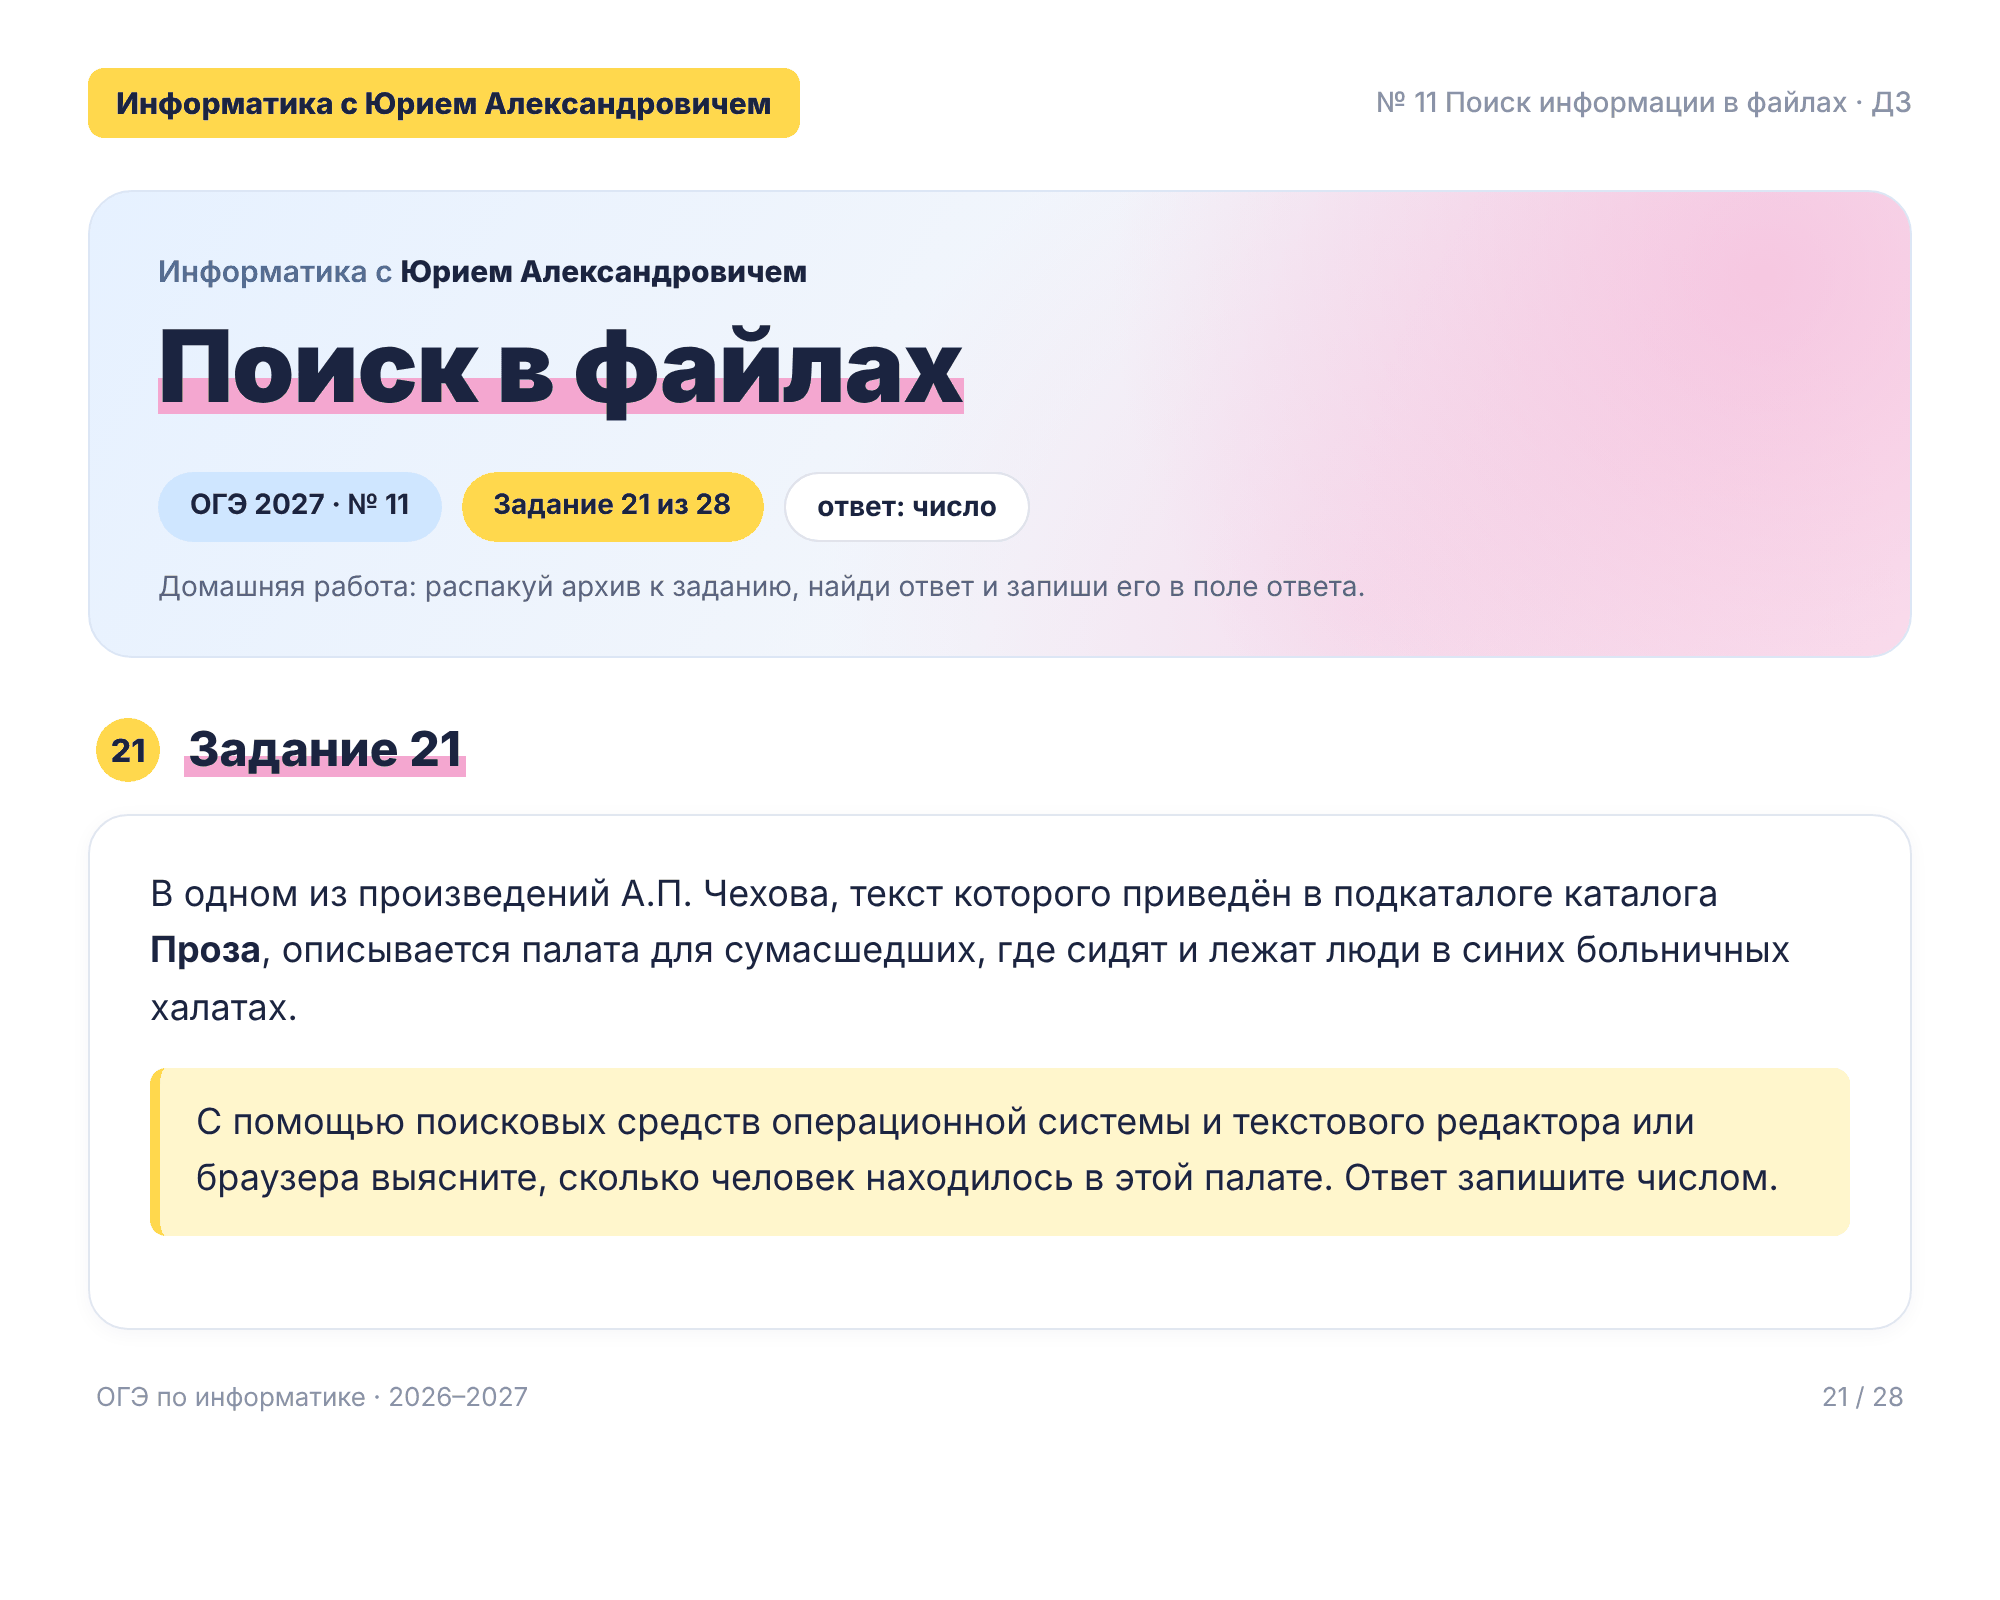 Информатика с Юрием Александровичем
№ 11 Поиск информации в файлах · ДЗ
Информатика с Юрием Александровичем
Поиск в файлах
ОГЭ 2027 · № 11
Задание 21 из 28
ответ: число
Домашняя работа: распакуй архив к заданию, найди ответ и запиши его в поле ответа.
21
Задание 21
В одном из произведений А.П. Чехова, текст которого приведён в подкаталоге каталога
Проза, описывается палата для сумасшедших, где сидят и лежат люди в синих больничных
халатах.
С помощью поисковых средств операционной системы и текстового редактора или
браузера выясните, сколько человек находилось в этой палате. Ответ запишите числом.
ОГЭ по информатике · 2026–2027
21 / 28